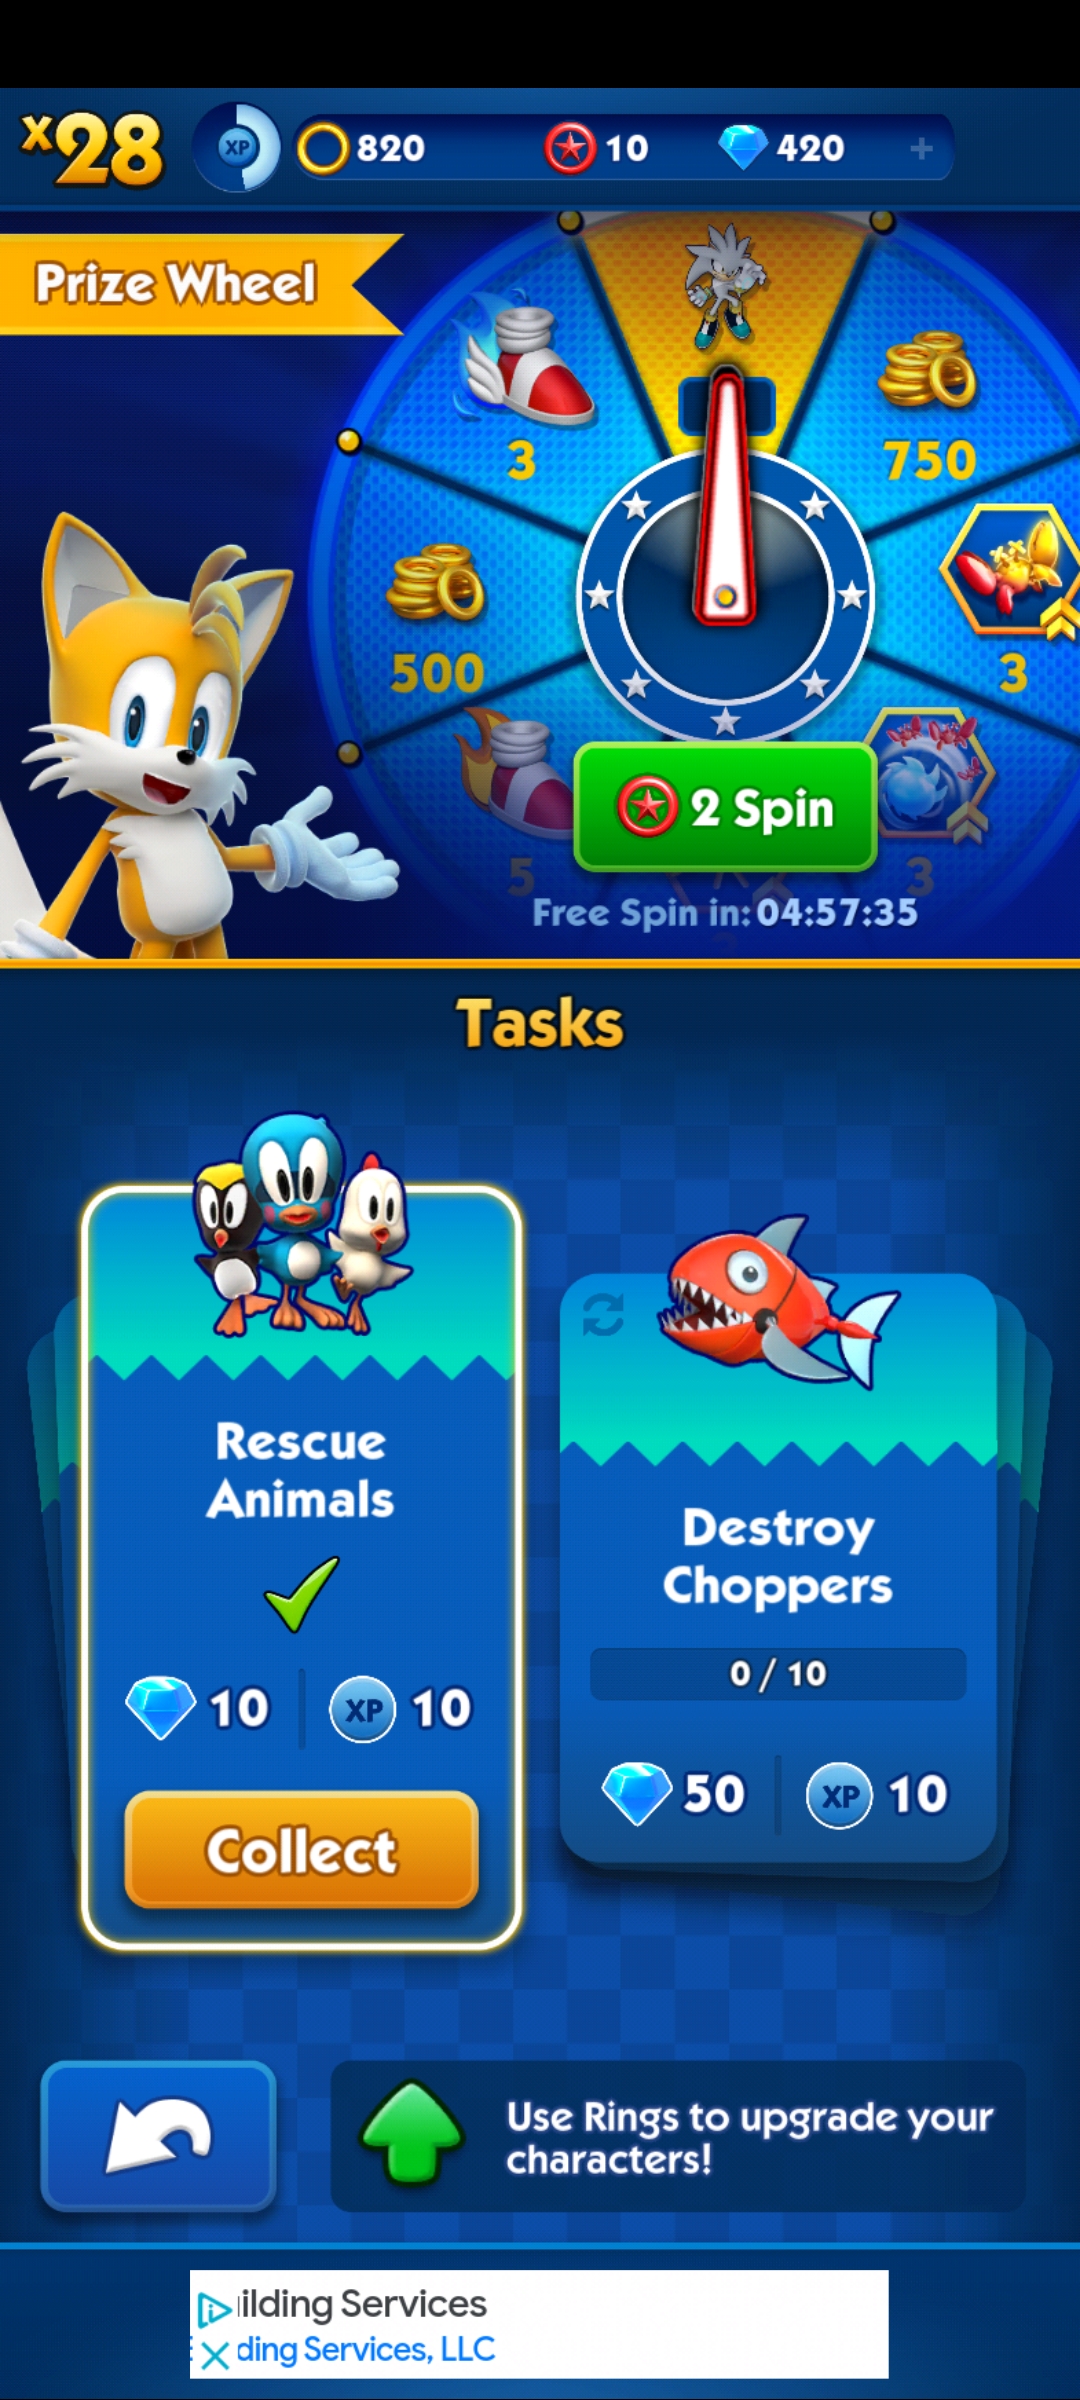 x28
XP
820
10
420
+
Prize Wheel
3
750
500
3
2 Spin
5
3
Free Spin in: 04:57:35
Tasks
Rescue
Animals
10
XP 10
Collect
Destroy
Choppers
0 / 10
50
XP 10
Use Rings to upgrade your
characters!
ilding Services
ding Services, LLC